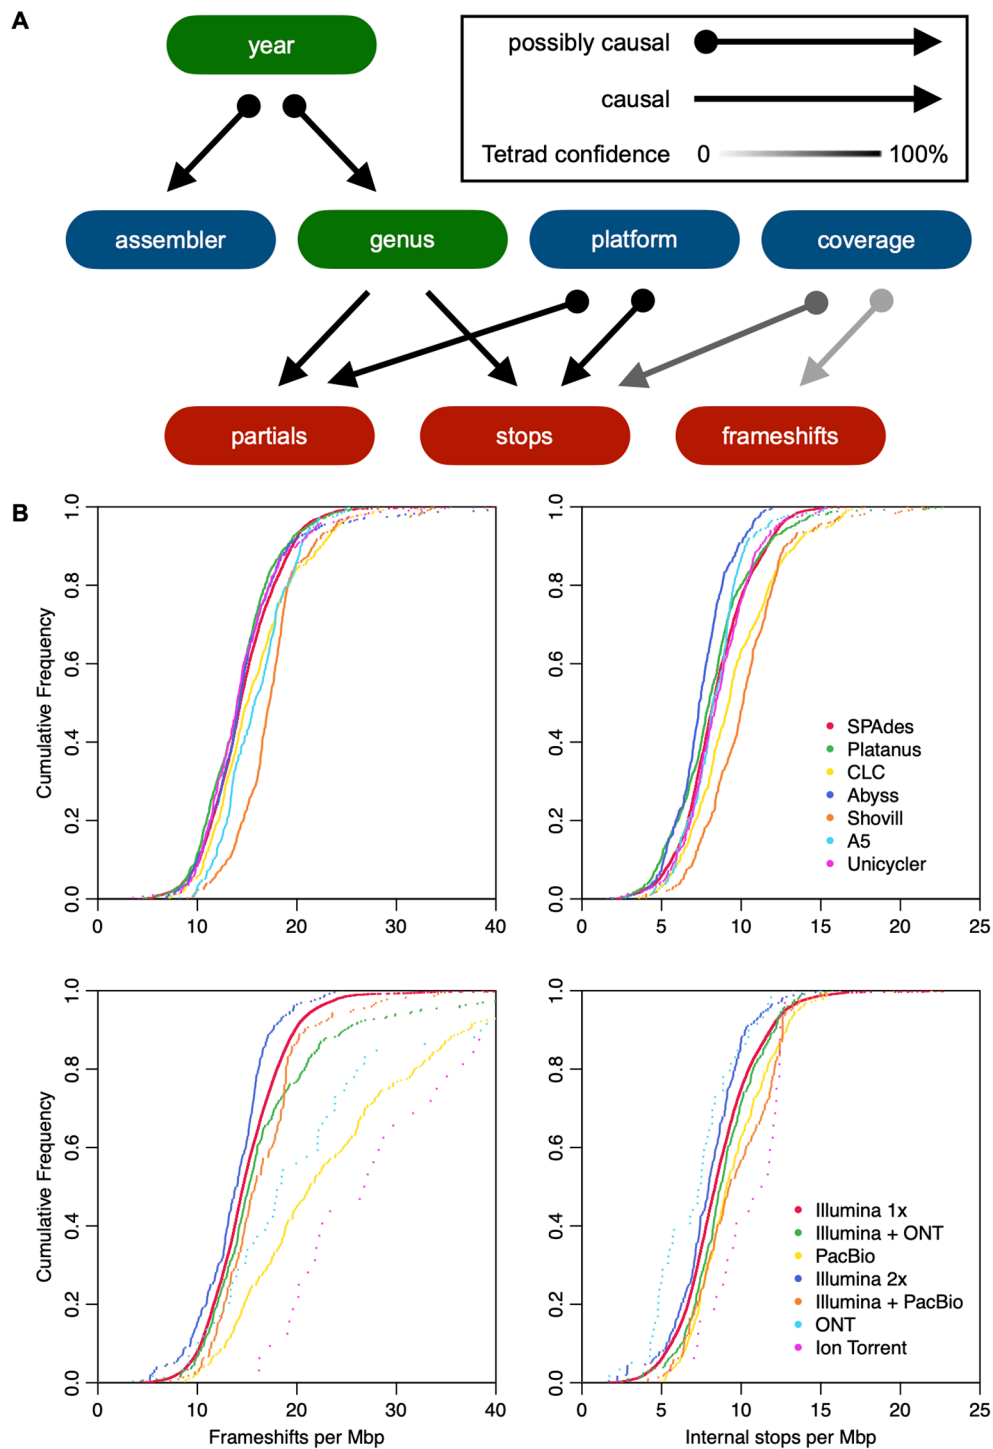 A
year
possibly causal
causal
Tetrad confidence 0 100%
assembler genus platform coverage
partials stops frameshifts
B
Cumulative Frequency
0.0 0.2 0.4 0.6 0.8 1.0
0 10 20 30 40
0.0 0.2 0.4 0.6 0.8 1.0
SPAdes
Platanus
CLC
Abyss
Shovill
A5
Unicycler
0 5 10 15 20 25
Cumulative Frequency
0.0 0.2 0.4 0.6 0.8 1.0
0 10 20 30 40
Frameshifts per Mbp
0.0 0.2 0.4 0.6 0.8 1.0
Illumina 1x
Illumina + ONT
PacBio
Illumina 2x
Illumina + PacBio
ONT
Ion Torrent
0 5 10 15 20 25
Internal stops per Mbp